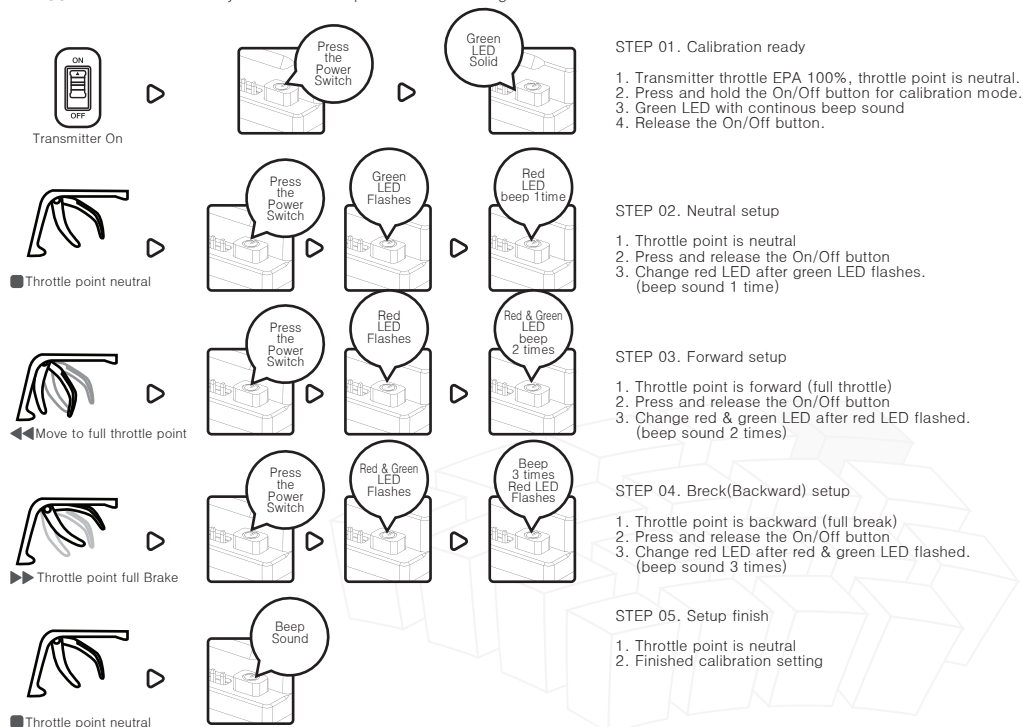 ON
OFF
Transmitter On
Press
the
Power
Switch
Green
LED
Solid
STEP 01. Calibration ready
1. Transmitter throttle EPA 100%, throttle point is neutral.
2. Press and hold the On/Off button for calibration mode.
3. Green LED with continous beep sound
4. Release the On/Off button.
Throttle point neutral
Press
the
Power
Switch
Green
LED
Flashes
Red
LED
beep 1time
STEP 02. Neutral setup
1. Throttle point is neutral
2. Press and release the On/Off button
3. Change red LED after green LED flashes.
(beep sound 1 time)
Move to full throttle point
Press
the
Power
Switch
Red
LED
Flashes
Red & Green
LED
beep
2 times
STEP 03. Forward setup
1. Throttle point is forward (full throttle)
2. Press and release the On/Off button
3. Change red & green LED after red LED flashed.
(beep sound 2 times)
Throttle point full Brake
Press
the
Power
Switch
Red & Green
LED
Flashes
Beep
3 times
Red LED
Flashes
STEP 04. Breck(Backward) setup
1. Throttle point is backward (full break)
2. Press and release the On/Off button
3. Change red LED after red & green LED flashed.
(beep sound 3 times)
Throttle point neutral
Beep
Sound
STEP 05. Setup finish
1. Throttle point is neutral
2. Finished calibration setting